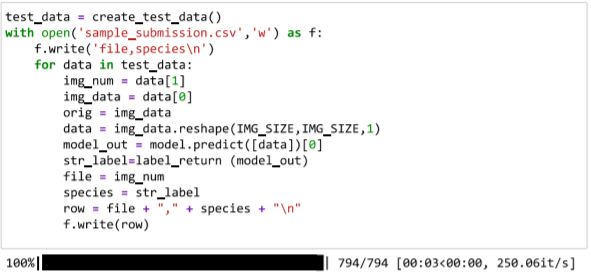 test_data = create_test_data()
with open('sample_submission.csv','w') as f:
    f.write('file,species\n')
    for data in test_data:
        img_num = data[1]
        img_data = data[0]
        orig = img_data
        data = img_data.reshape(IMG_SIZE,IMG_SIZE,1)
        model_out = model.predict([data])[0]
        str_label=label_return (model_out)
        file = img_num
        species = str_label
        row = file + "," + species + "\n"
        f.write(row)
100%| | 794/794 [00:03<00:00, 250.06it/s]